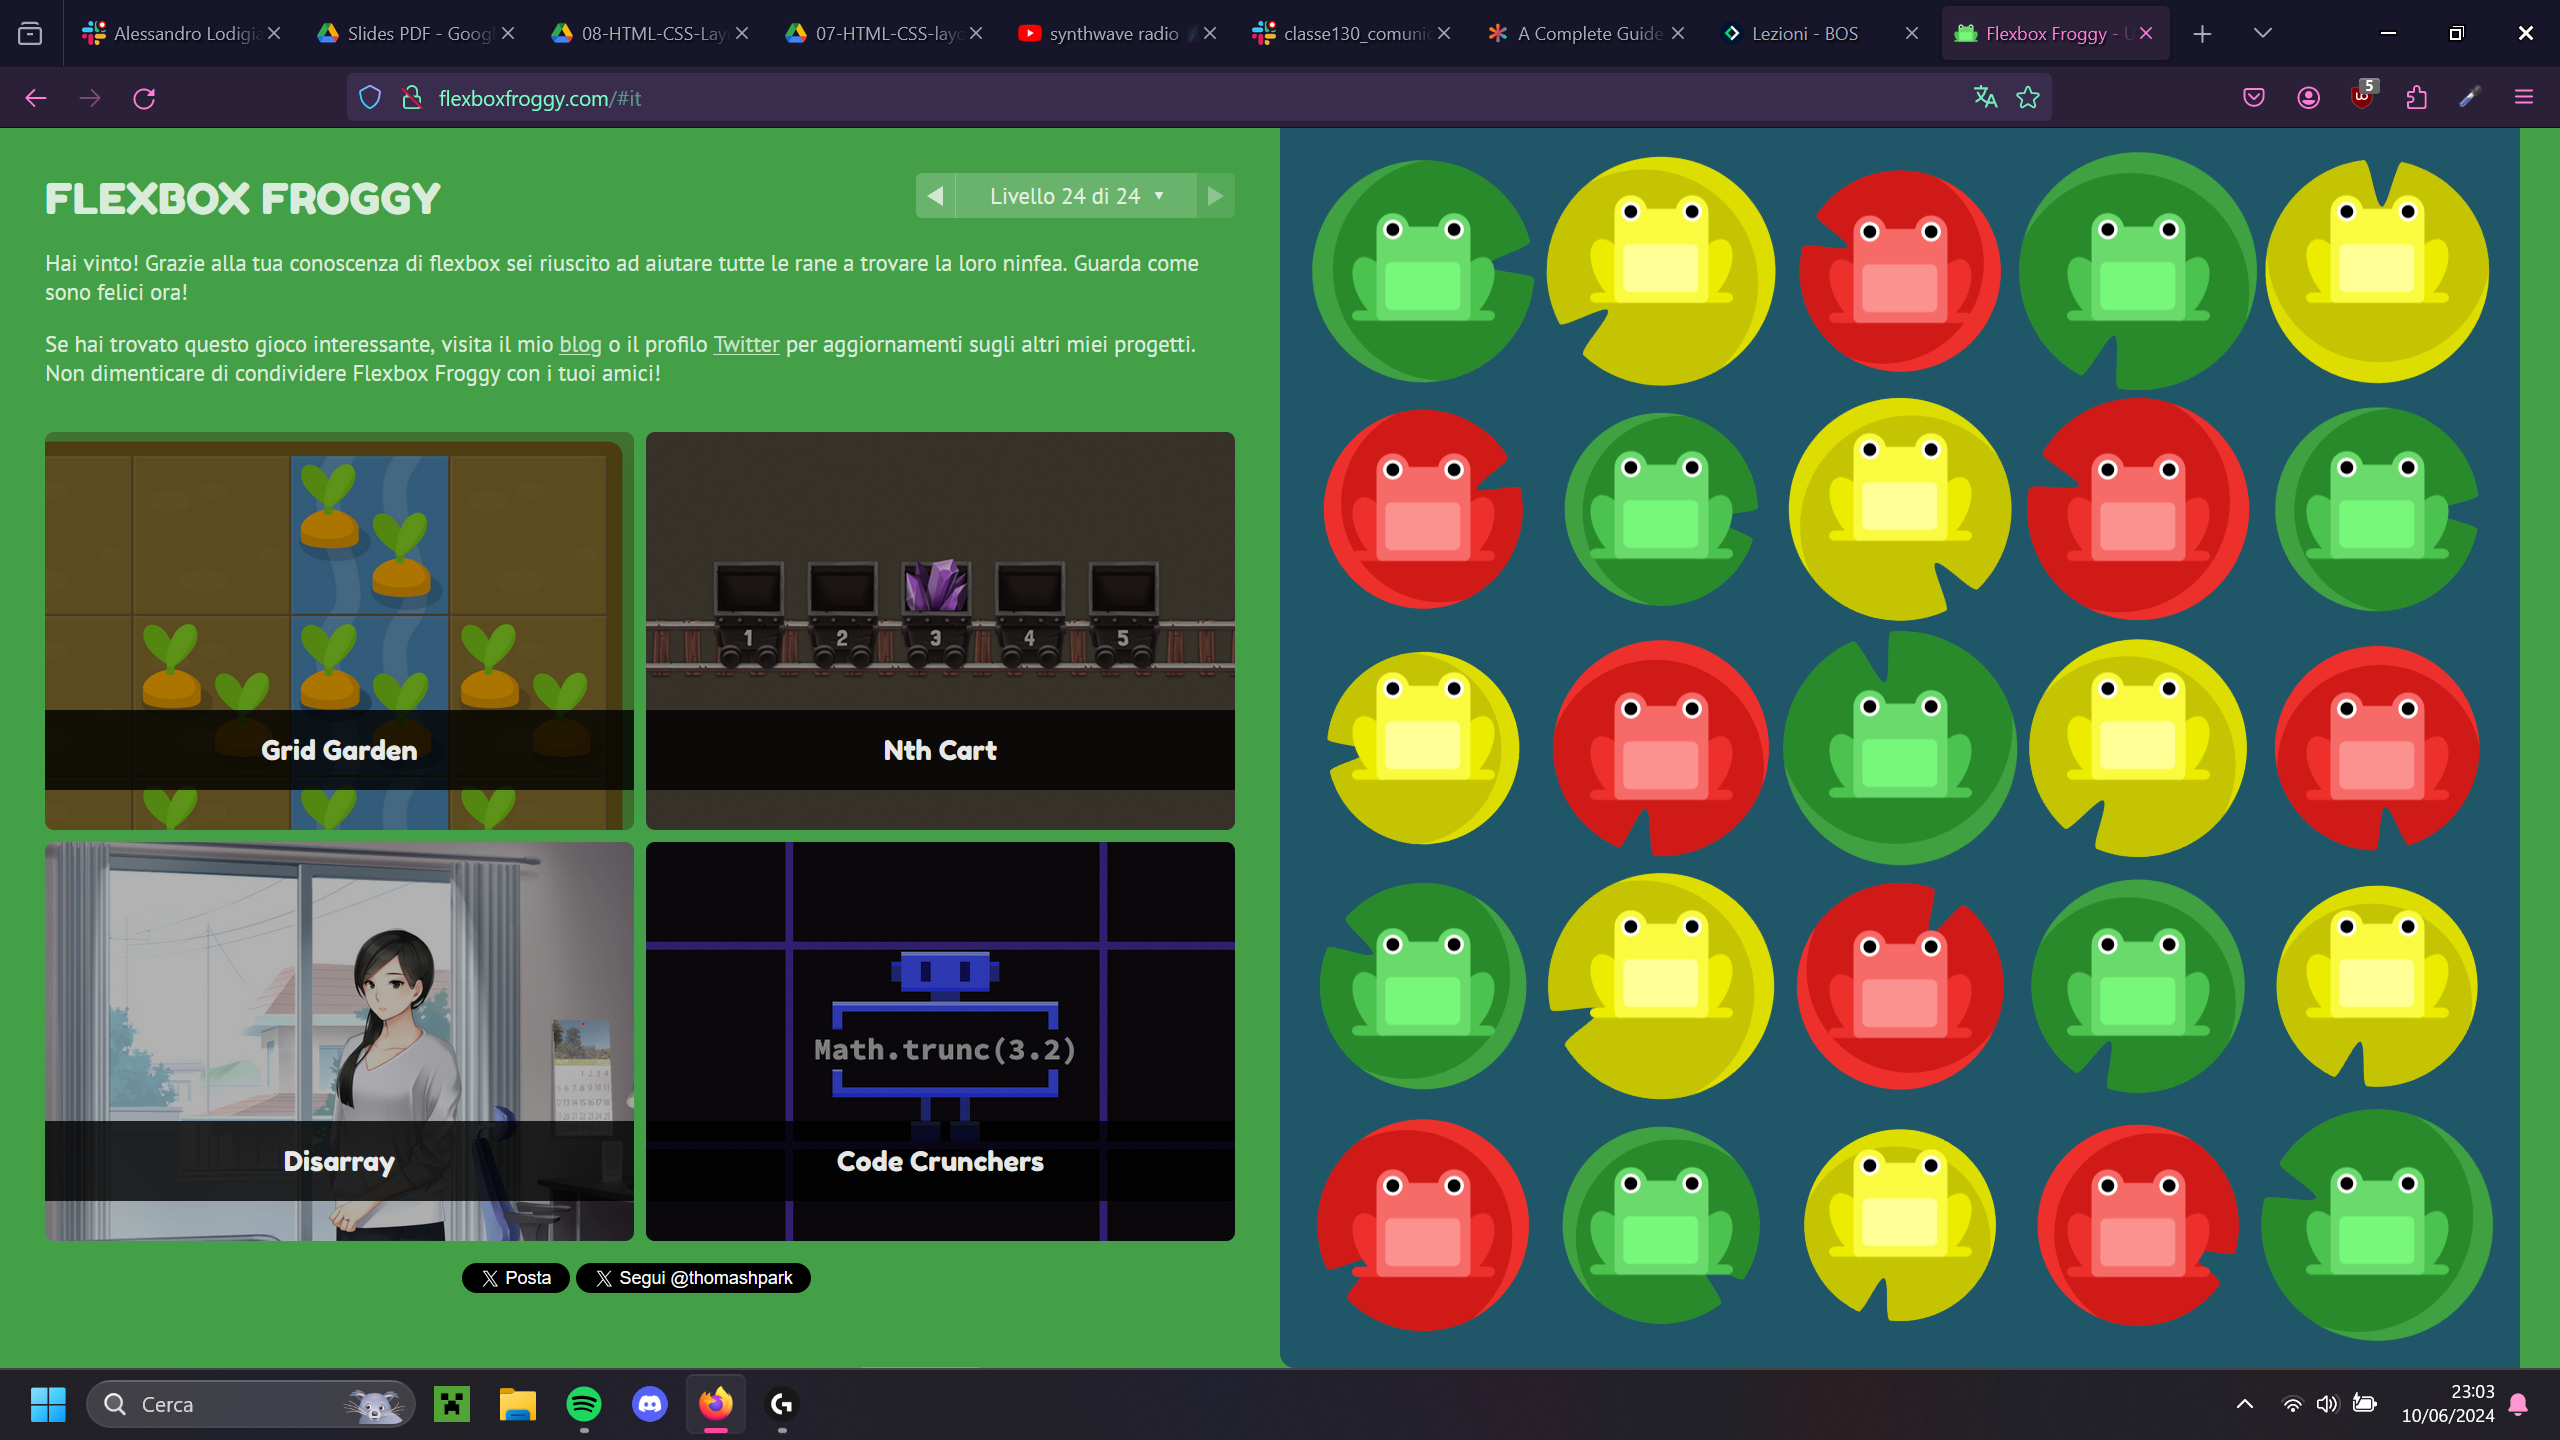 Alessandro Lodigia
Slides PDF - Googl
08-HTML-CSS-Lay
07-HTML-CSS-layo
synthwave radio
classe130_comuni
A Complete Guide
Lezioni - BOS
Flexbox Froggy - U
flexboxfroggy.com/#it
5
FLEXBOX FROGGY
Livello 24 di 24
Hai vinto! Grazie alla tua conoscenza di flexbox sei riuscito ad aiutare tutte le rane a trovare la loro ninfea. Guarda come
sono felici ora!
Se hai trovato questo gioco interessante, visita il mio blog o il profilo Twitter per aggiornamenti sugli altri miei progetti.
Non dimenticare di condividere Flexbox Froggy con i tuoi amici!
1 2 3 4 5
Grid Garden
Nth Cart
Math.trunc(3.2)
Disarray
Code Crunchers
Posta
Segui @thomashpark
Cerca
23:03
10/06/2024